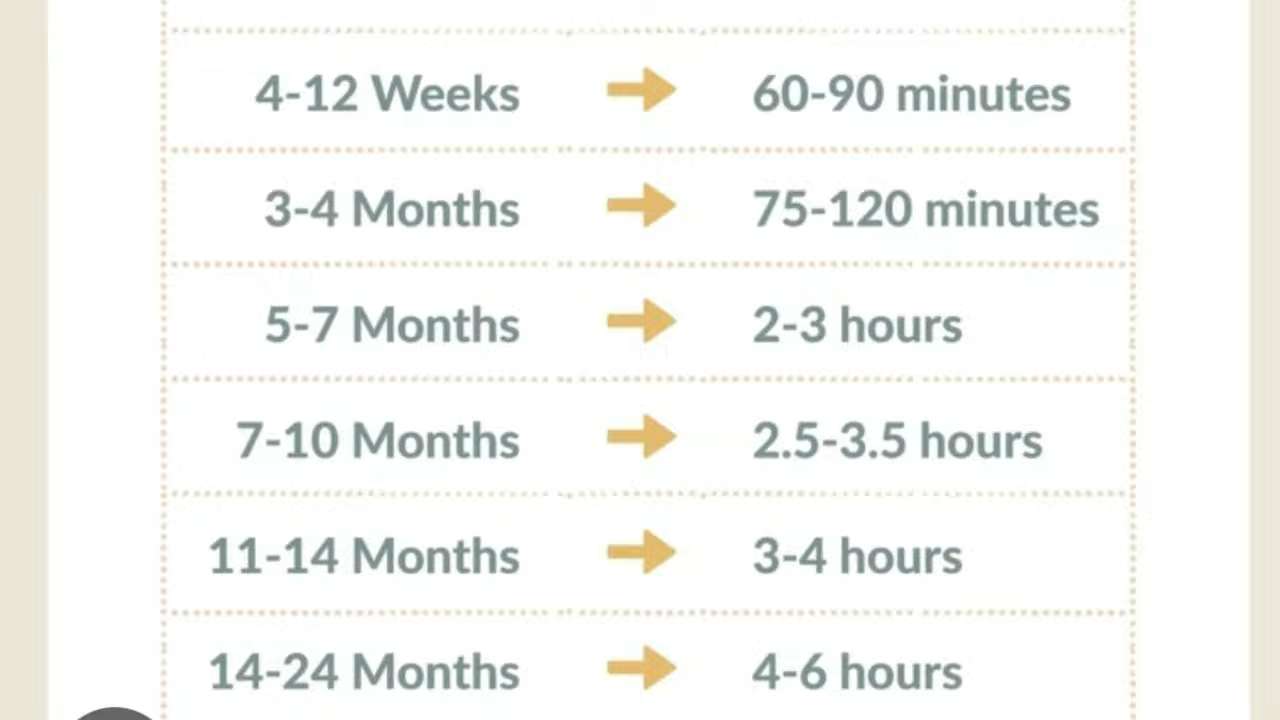 4-12 Weeks 60-90 minutes
3-4 Months 75-120 minutes
5-7 Months 2-3 hours
7-10 Months 2.5-3.5 hours
11-14 Months 3-4 hours
14-24 Months 4-6 hours